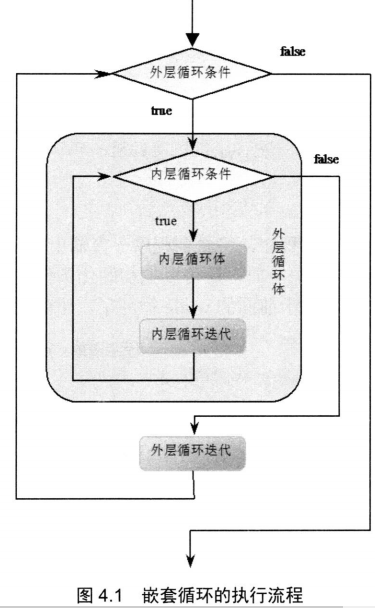 false
外层循环条件
true
false
内层循环条件
true
外层循环体
内层循环体
内层循环迭代
外层循环迭代
图 4.1 嵌套循环的执行流程